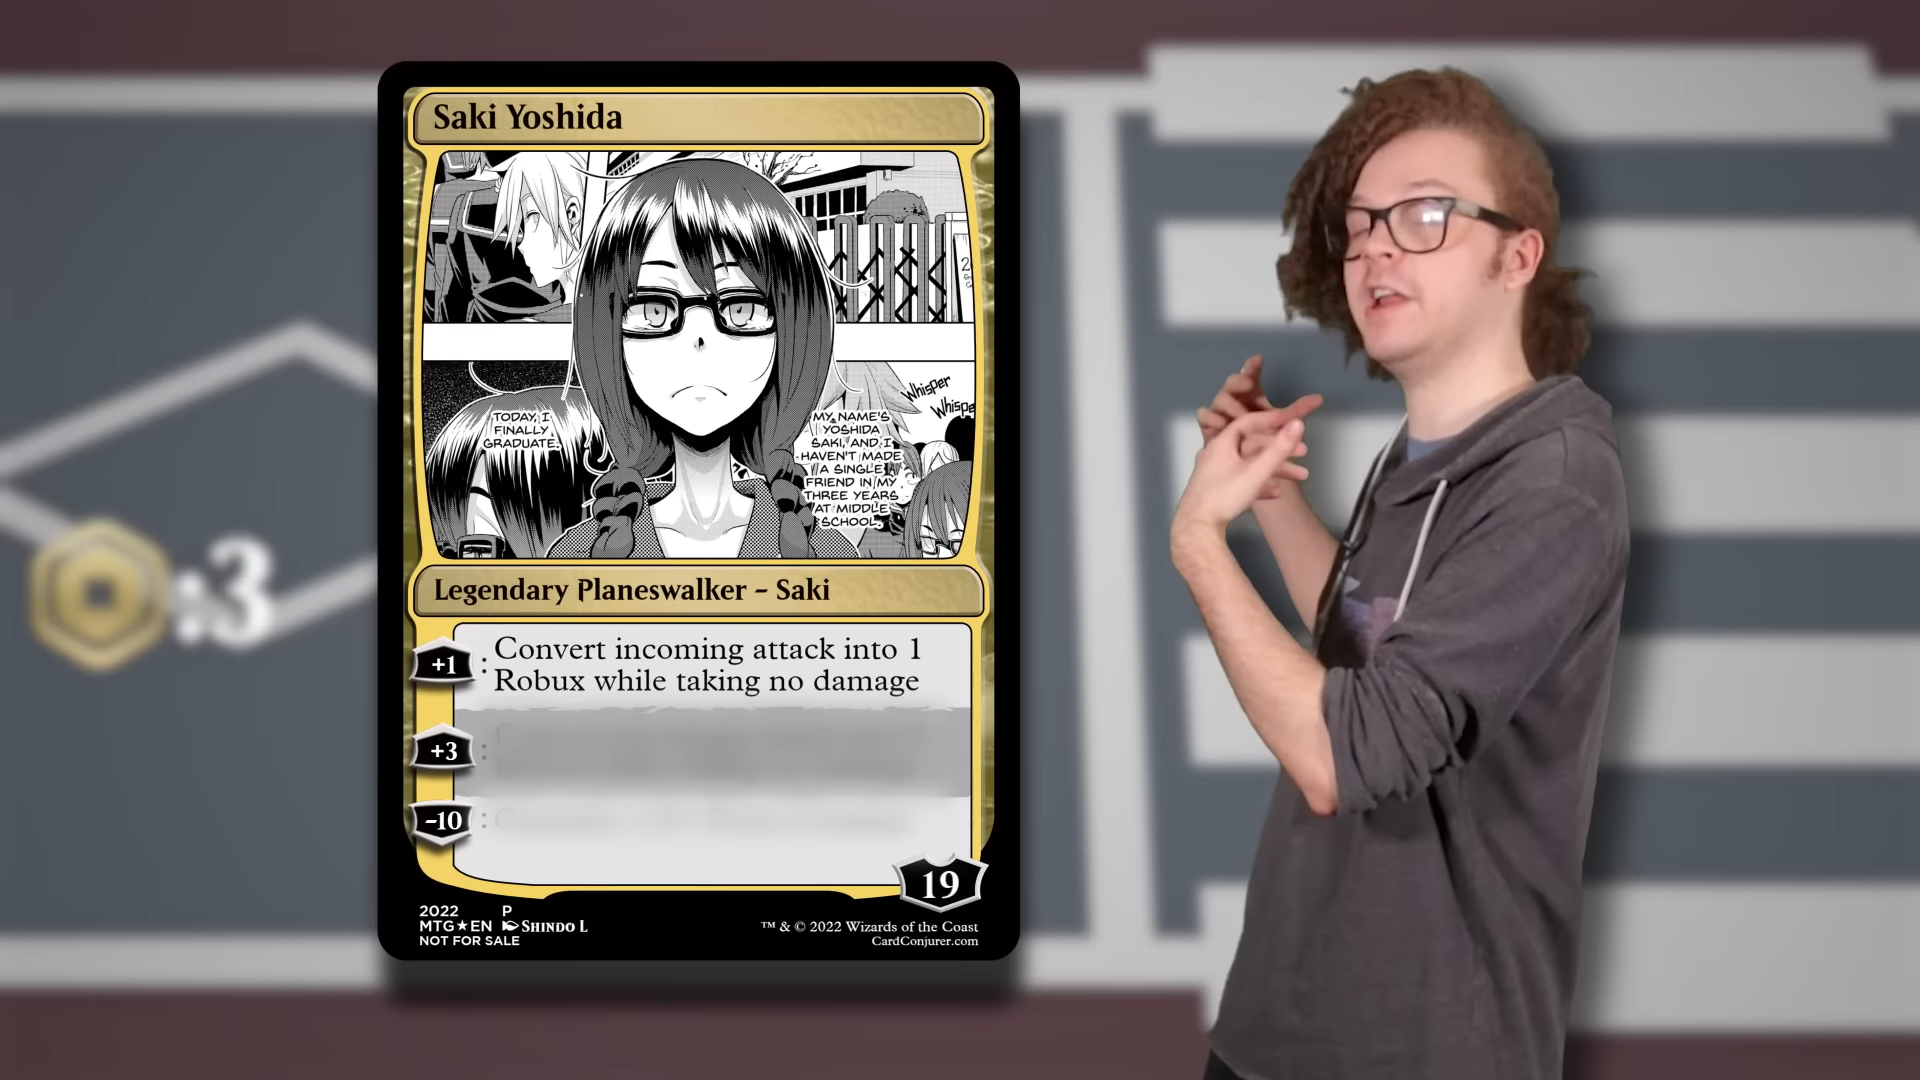 Saki Yoshida
2
TODAY, I
FINALLY
GRADUATE.
Whisper
MY NAME'S
YOSHIDA
SAKI, AND I
HAVEN'T MADE
A SINGLE
FRIEND IN MY
THREE YEARS
AT MIDDLE
SCHOOL.
Whispe
Legendary Planeswalker – Saki
+1 : Convert incoming attack into 1
Robux while taking no damage
+3 :
-10 :
:3
19
2022 P
MTG★EN SHINDO L
NOT FOR SALE
™ & © 2022 Wizards of the Coast
CardConjurer.com